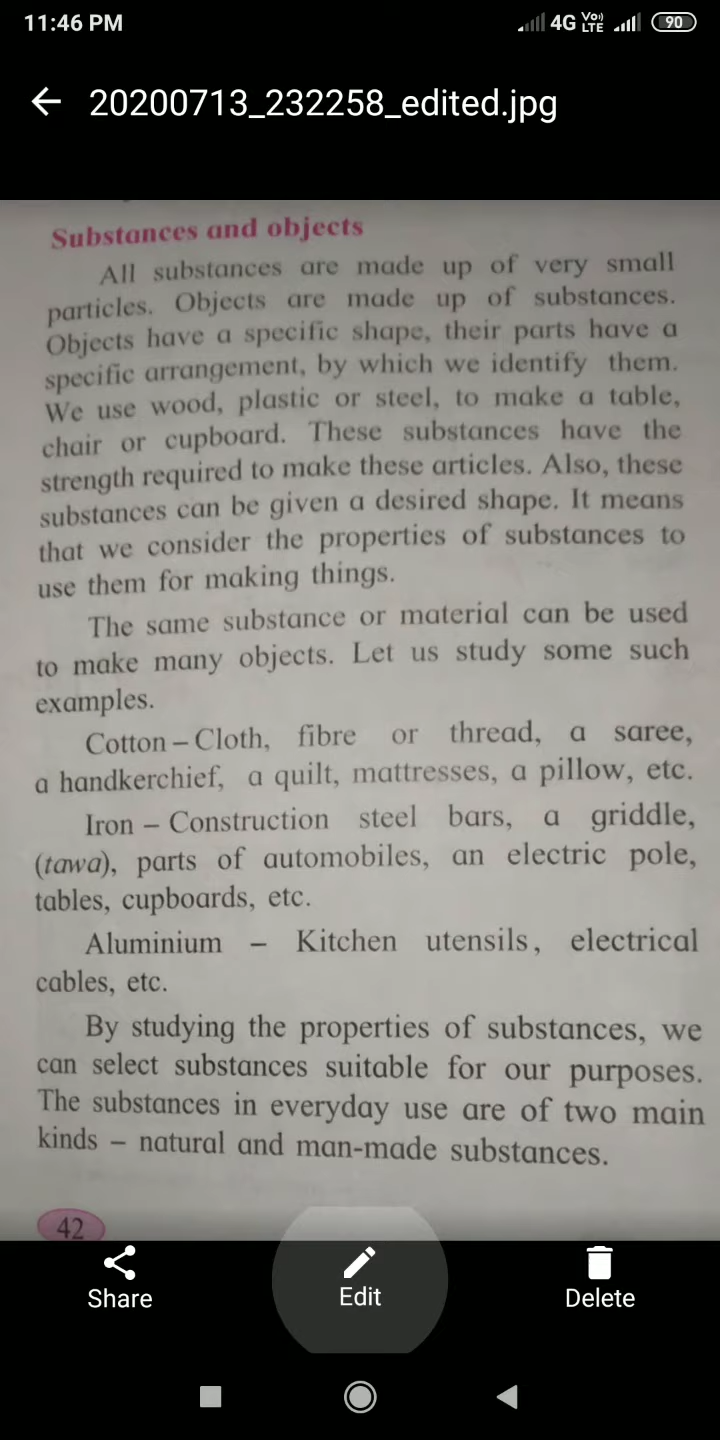 11:46 PM 4G Vo) LTE 90
20200713_232258_edited.jpg
Substances and objects
All substances are made up of very small
particles. Objects are made up of substances.
Objects have a specific shape, their parts have a
specific arrangement, by which we identify them.
We use wood, plastic or steel, to make a table,
chair or cupboard. These substances have the
strength required to make these articles. Also, these
substances can be given a desired shape. It means
that we consider the properties of substances to
use them for making things.
The same substance or material can be used
to make many objects. Let us study some such
examples.
Cotton – Cloth, fibre or thread, a saree,
a handkerchief, a quilt, mattresses, a pillow, etc.
Iron – Construction steel bars, a griddle,
(tawa), parts of automobiles, an electric pole,
tables, cupboards, etc.
Aluminium – Kitchen utensils, electrical
cables, etc.
By studying the properties of substances, we
can select substances suitable for our purposes.
The substances in everyday use are of two main
kinds – natural and man-made substances.
42
Share Edit Delete